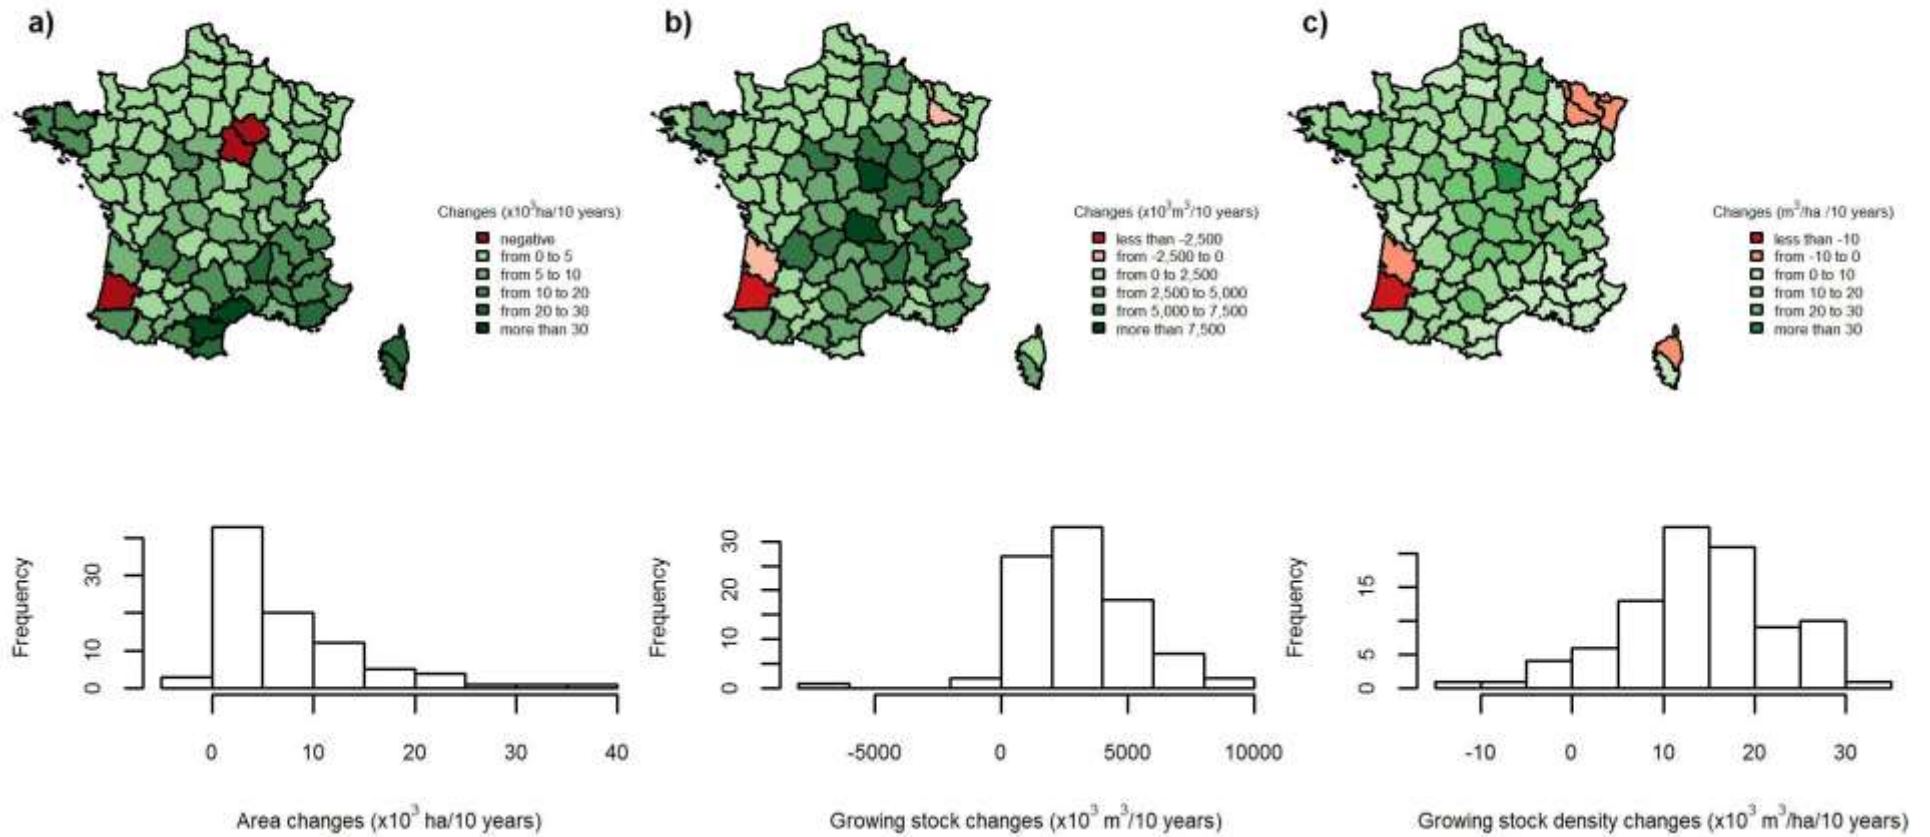 a)
Changes (x10³ha/10 years)
negative
from 0 to 5
from 5 to 10
from 10 to 20
from 20 to 30
more than 30
b)
Changes (x10³m³/10 years)
less than -2,500
from -2,500 to 0
from 0 to 2,500
from 2,500 to 5,000
from 5,000 to 7,500
more than 7,500
c)
Changes (m³/ha /10 years)
less than -10
from -10 to 0
from 0 to 10
from 10 to 20
from 20 to 30
more than 30
Frequency
0 10 30
0 10 20 30 40
Area changes (x10³ ha/10 years)
Frequency
0 10 20 30
-5000 0 5000 10000
Growing stock changes (x10³ m³/10 years)
Frequency
0 5 15
-10 0 10 20 30
Growing stock density changes (x10³ m³/ha/10 years)